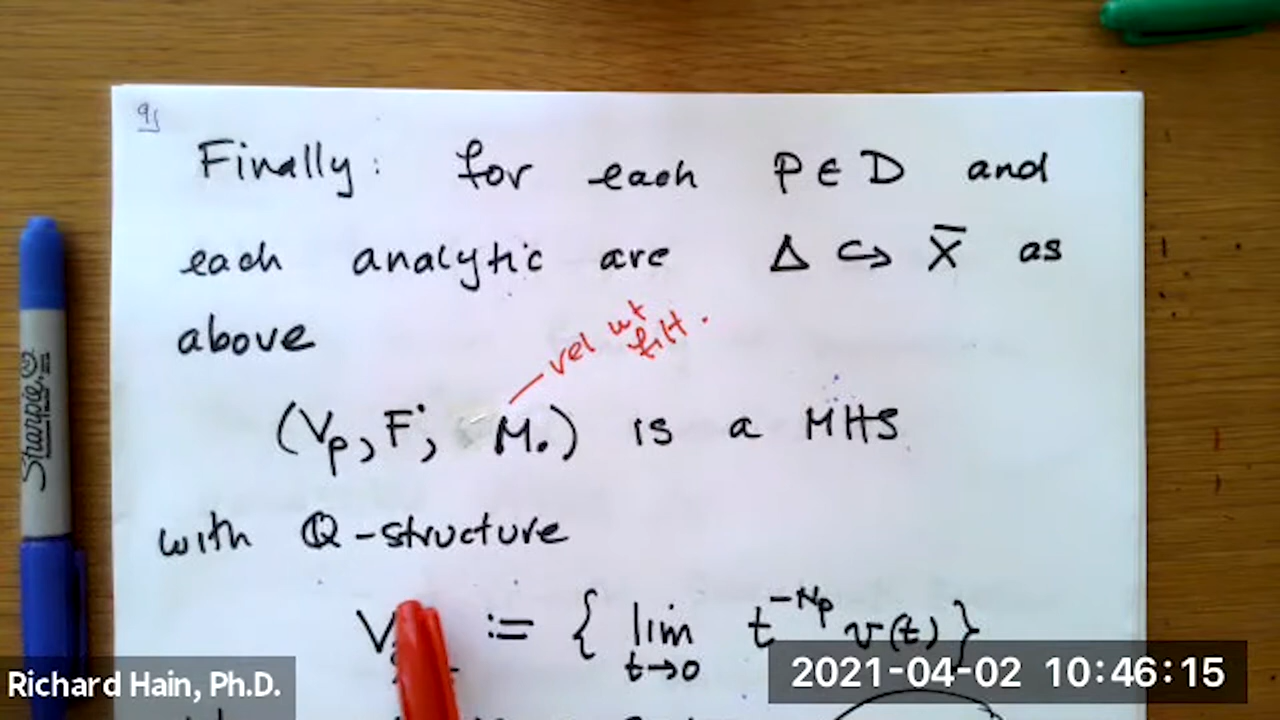 9
Finally: for each P ∈ D and
each analytic arc Δ ↪ X̄ as
above
rel wt
filt.
(V_P, F^•, M_•) is a MHS
with Q-structure
V := { lim_{t→0} t^{-N_P} v(t) }
Sharpie
Richard Hain, Ph.D.
2021-04-02 10:46:15